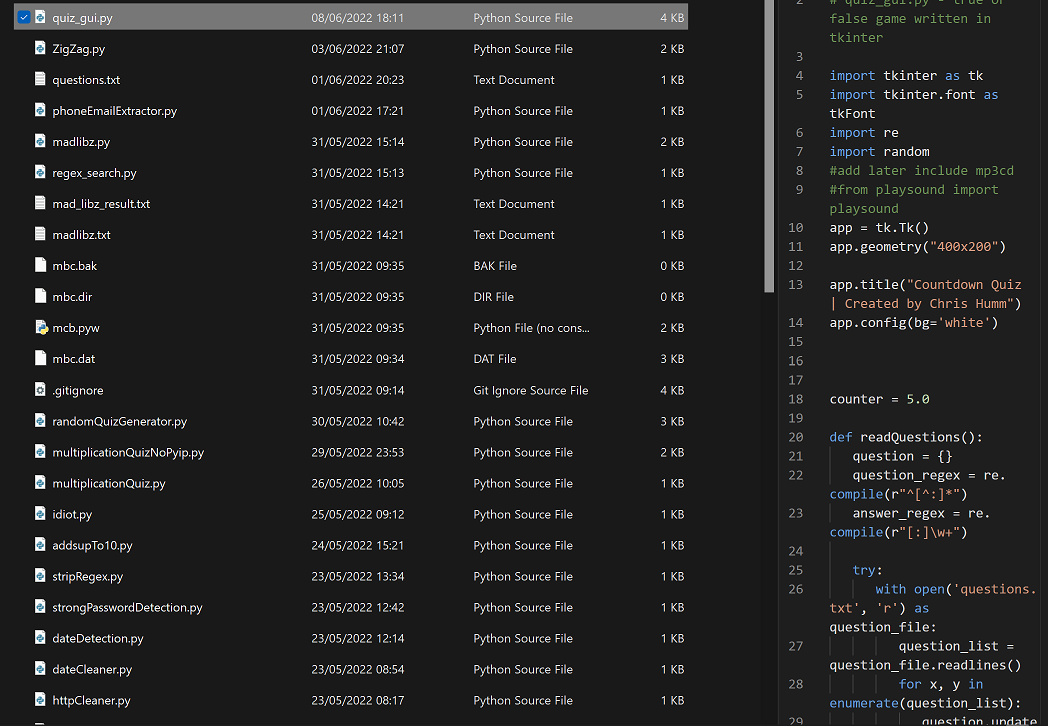 quiz_gui.py 08/06/2022 18:11 Python Source File 4 KB
ZigZag.py 03/06/2022 21:07 Python Source File 2 KB
questions.txt 01/06/2022 20:23 Text Document 1 KB
phoneEmailExtractor.py 01/06/2022 17:21 Python Source File 1 KB
madlibz.py 31/05/2022 15:14 Python Source File 2 KB
regex_search.py 31/05/2022 15:13 Python Source File 1 KB
mad_libz_result.txt 31/05/2022 14:21 Text Document 1 KB
madlibz.txt 31/05/2022 14:21 Text Document 1 KB
mbc.bak 31/05/2022 09:35 BAK File 0 KB
mbc.dir 31/05/2022 09:35 DIR File 0 KB
mcb.pyw 31/05/2022 09:35 Python File (no cons... 2 KB
mbc.dat 31/05/2022 09:34 DAT File 3 KB
.gitignore 31/05/2022 09:14 Git Ignore Source File 4 KB
randomQuizGenerator.py 30/05/2022 10:42 Python Source File 3 KB
multiplicationQuizNoPyip.py 29/05/2022 23:53 Python Source File 2 KB
multiplicationQuiz.py 26/05/2022 10:05 Python Source File 1 KB
idiot.py 25/05/2022 09:12 Python Source File 1 KB
addsupTo10.py 24/05/2022 15:21 Python Source File 1 KB
stripRegex.py 23/05/2022 13:34 Python Source File 1 KB
strongPasswordDetection.py 23/05/2022 12:42 Python Source File 1 KB
dateDetection.py 23/05/2022 12:14 Python Source File 1 KB
dateCleaner.py 23/05/2022 08:54 Python Source File 1 KB
httpCleaner.py 23/05/2022 08:17 Python Source File 1 KB
2 # quiz_gui.py - true or
false game written in
tkinter
3
4 import tkinter as tk
5 import tkinter.font as
tkFont
6 import re
7 import random
8 #add later include mp3cd
9 #from playsound import
playsound
10 app = tk.Tk()
11 app.geometry("400x200")
12
13 app.title("Countdown Quiz
| Created by Chris Humm")
14 app.config(bg='white')
15
16
17
18 counter = 5.0
19
20 def readQuestions():
21 question = {}
22 question_regex = re.
compile(r"^[^:]*")
23 answer_regex = re.
compile(r"[:]\w+")
24
25 try:
26 with open('questions.
txt', 'r') as
question_file:
27 question_list =
question_file.readlines()
28 for x, y in
enumerate(question_list):
29 question.update